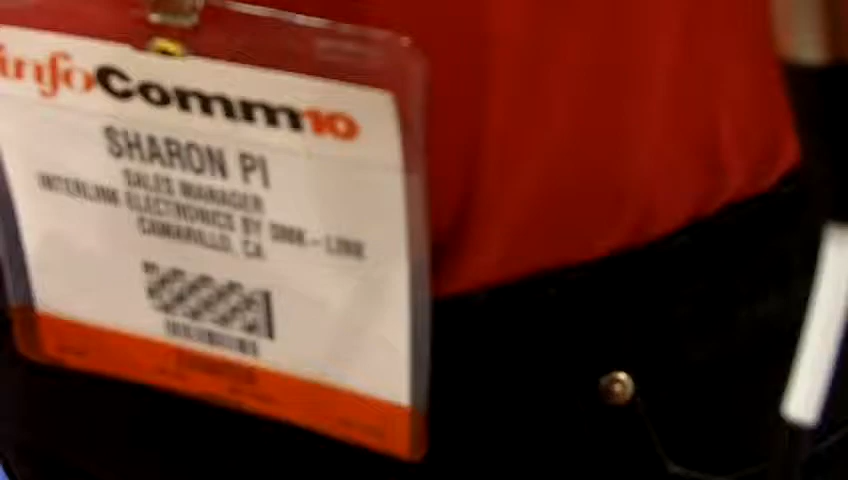 infoComm10
SHARON PI
SALES MANAGER
INTERLINK ELECTRONICS BY SMK-LINK
CAMARILLO, CA